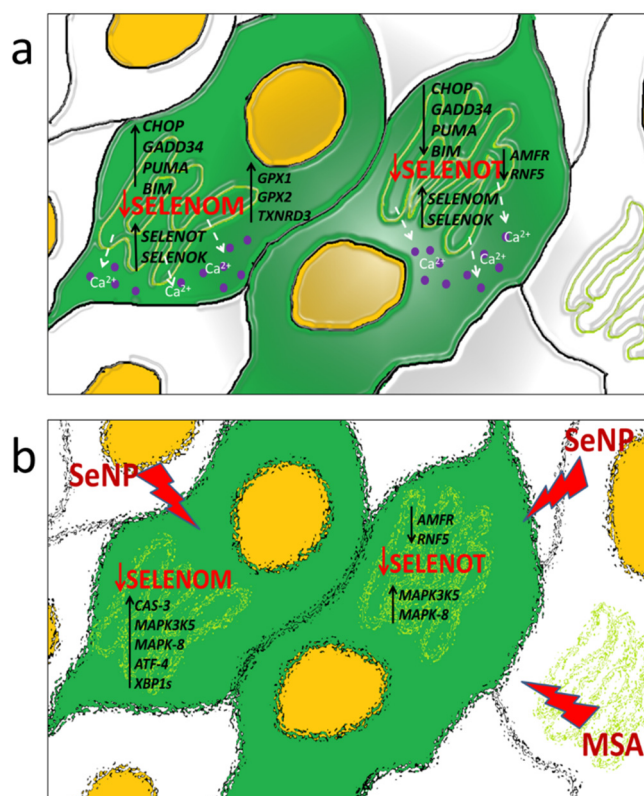 a
CHOP
GADD34
PUMA
BIM
SELENOM
SELENOT
SELENOK
GPX1
GPX2
TXNRD3
Ca2+
Ca2+
Ca2+
CHOP
GADD34
PUMA
BIM
SELENOT
AMFR
RNF5
SELENOM
SELENOK
Ca2+
Ca2+
Ca2+
b
SeNP
SeNP
SELENOM
CAS-3
MAPK3K5
MAPK-8
ATF-4
XBP1s
AMFR
RNF5
SELENOT
MAPK3K5
MAPK-8
MSA